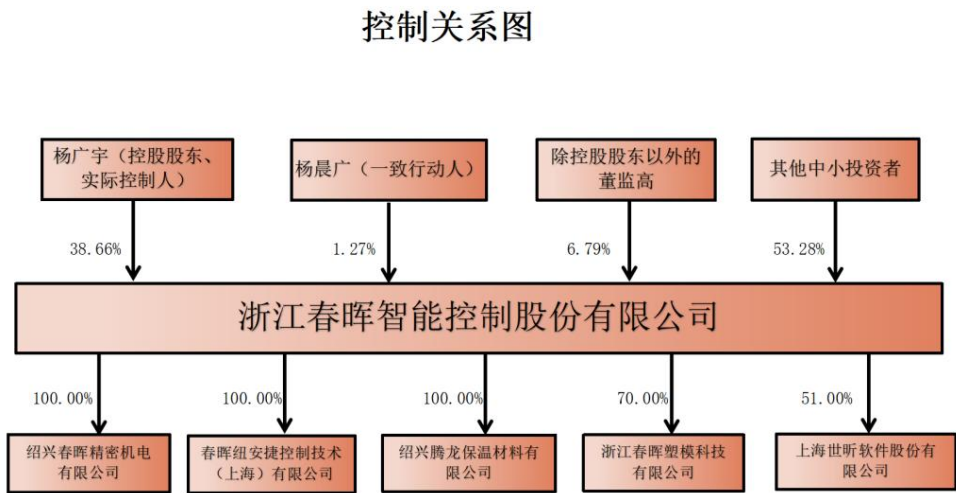 控制关系图
杨广宇（控股股东、
实际控制人）
杨晨广（一致行动人）
除控股股东以外的
董监高
其他中小投资者
38.66%
1.27%
6.79%
53.28%
浙江春晖智能控制股份有限公司
100.00%
100.00%
100.00%
70.00%
51.00%
绍兴春晖精密机电
有限公司
春晖纽安捷控制技术
（上海）有限公司
绍兴腾龙保温材料有
限公司
浙江春晖塑模科技
有限公司
上海世昕软件股份有
限公司